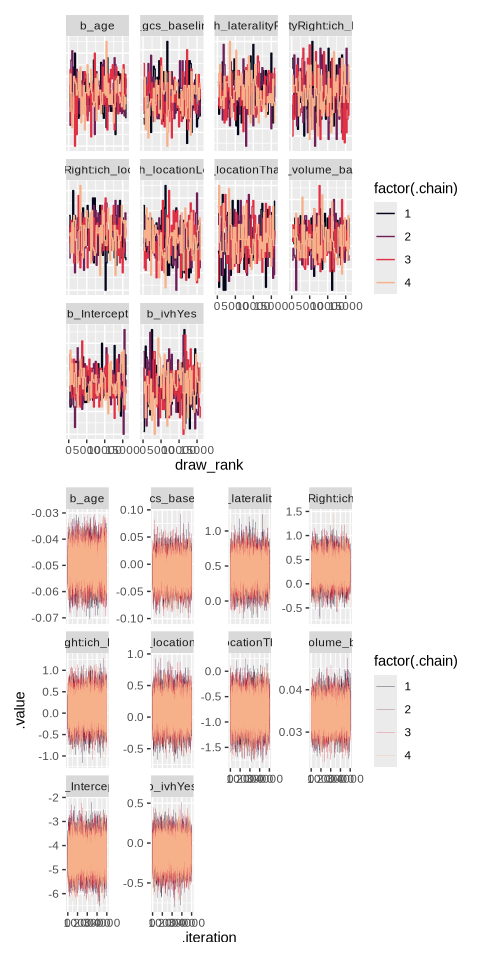 b_age
_gcs_baselin
h_lateralityR
tyRight:ich_l
Right:ich_loc
h_locationLo
_locationTha
_volume_ba
factor(.chain)
1
2
3
4
b_Intercept
b_ivhYes
draw_rank
b_age
cs_base
_lateralit
Right:ich
-0.03
-0.04
-0.05
-0.06
-0.07
0.10
0.05
0.00
-0.05
-0.10
1.0
0.5
0.0
1.5
1.0
0.5
0.0
-0.5
ght:ich_l
_location
ocationTh
olume_b
1.0
0.5
0.0
-0.5
-1.0
1.0
0.5
0.0
-0.5
0.0
-0.5
-1.0
-1.5
0.04
0.03
.value
factor(.chain)
1
2
3
4
_Intercep
b_ivhYes
-2
-3
-4
-5
-6
0.5
0.0
-0.5
.iteration